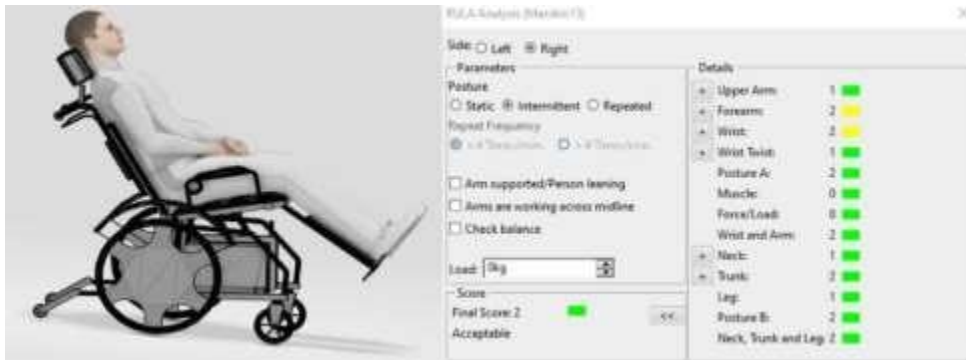 RULA Analysis (Manikin13)
Side: Left Right
Parameters
Posture
Static Intermittent Repeated
Repeat Frequency
Arm supported/Person leaning
Arms are working across midline
Check balance
Load: 0kg
Score
Final Score: 2
Acceptable
<<
Details
+ Upper Arm: 1
+ Forearm: 2
+ Wrist: 2
+ Wrist Twist: 1
Posture A: 2
Muscle: 0
Force/Load: 0
Wrist and Arm: 2
+ Neck: 1
+ Trunk: 2
Leg: 1
Posture B: 2
Neck, Trunk and Leg: 2